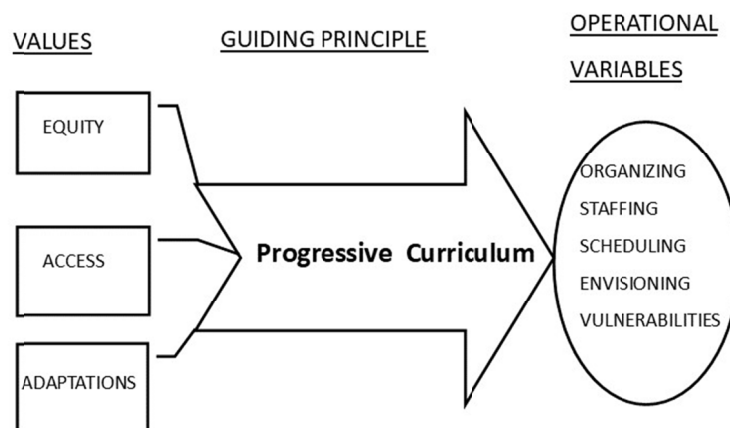 VALUES
GUIDING PRINCIPLE
OPERATIONAL
VARIABLES
EQUITY
ACCESS
ADAPTATIONS
Progressive Curriculum
ORGANIZING
STAFFING
SCHEDULING
ENVISIONING
VULNERABILITIES